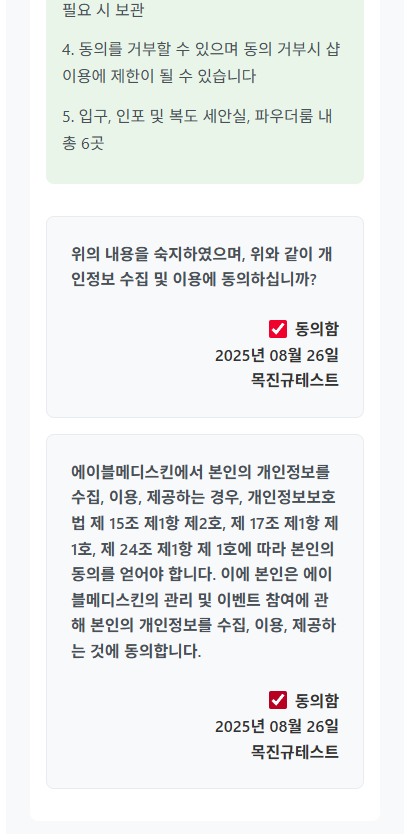 필요 시 보관
4. 동의를 거부할 수 있으며 동의 거부시 샵
이용에 제한이 될 수 있습니다
5. 입구, 인포 및 복도 세안실, 파우더룸 내
총 6곳
위의 내용을 숙지하였으며, 위와 같이 개
인정보 수집 및 이용에 동의하십니까?
동의함
2025년 08월 26일
목진규테스트
에이블메디스킨에서 본인의 개인정보를
수집, 이용, 제공하는 경우, 개인정보보호
법 제 15조 제1항 제2호, 제 17조 제1항 제
1호, 제 24조 제1항 제 1호에 따라 본인의
동의를 얻어야 합니다. 이에 본인은 에이
블메디스킨의 관리 및 이벤트 참여에 관
해 본인의 개인정보를 수집, 이용, 제공하
는 것에 동의합니다.
동의함
2025년 08월 26일
목진규테스트